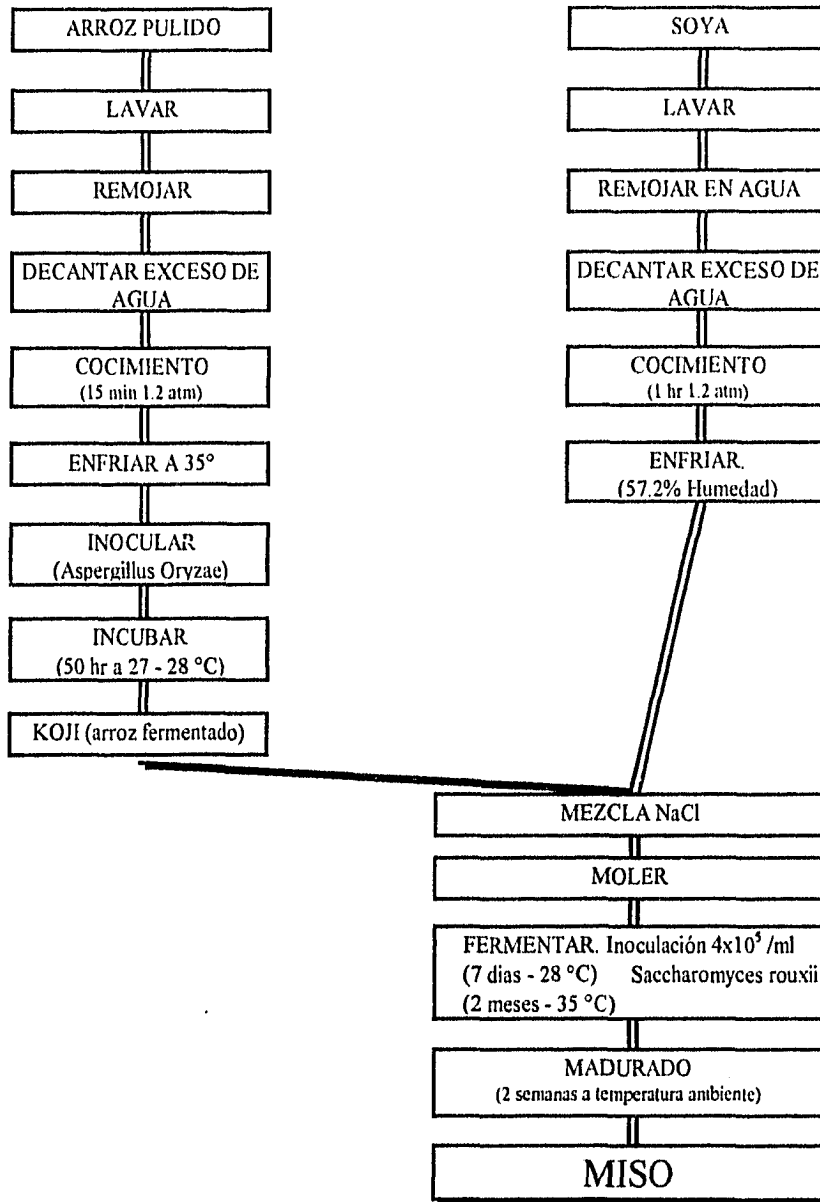 ARROZ PULIDO
LAVAR
REMOJAR
DECANTAR EXCESO DE
AGUA
COCIMIENTO
(15 min 1.2 atm)
ENFRIAR A 35°
INOCULAR
(Aspergillus Oryzae)
INCUBAR
(50 hr a 27 - 28 °C)
KOJI (arroz fermentado)
SOYA
LAVAR
REMOJAR EN AGUA
DECANTAR EXCESO DE
AGUA
COCIMIENTO
(1 hr 1.2 atm)
ENFRIAR.
(57.2% Humedad)
MEZCLA NaCl
MOLER
FERMENTAR. Inoculación 4x10⁵ /ml
(7 dias - 28 °C) Saccharomyces rouxii
(2 meses - 35 °C)
MADURADO
(2 semanas a temperatura ambiente)
MISO